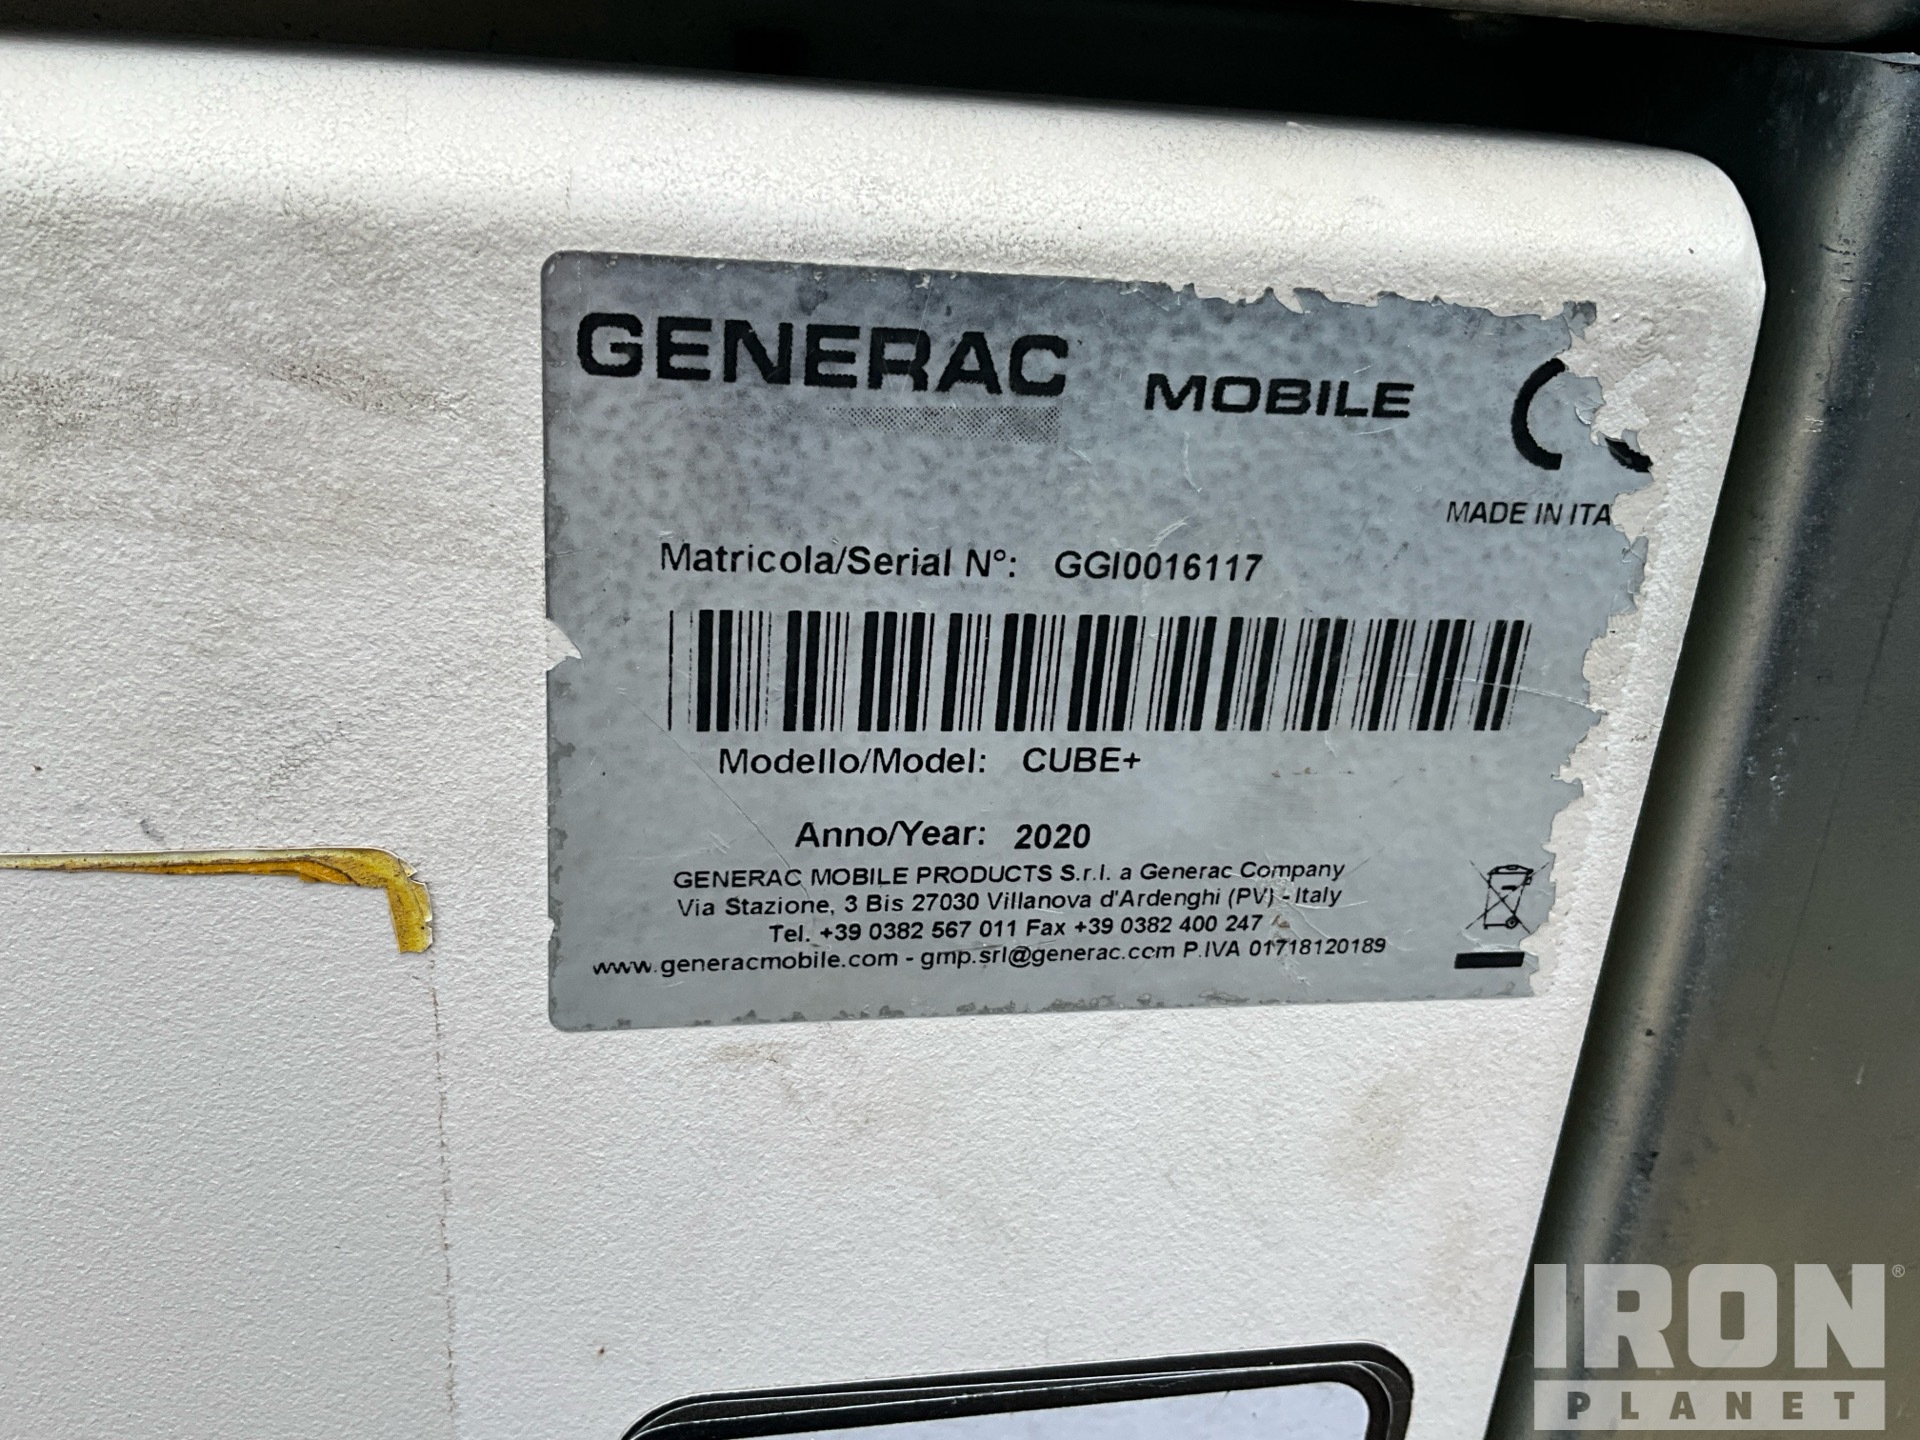 GENERAC MOBILE CE
MADE IN ITA
Matricola/Serial N°: GGI0016117
Modello/Model: CUBE+
Anno/Year: 2020
GENERAC MOBILE PRODUCTS S.r.l. a Generac Company
Via Stazione, 3 Bis 27030 Villanova d'Ardenghi (PV) - Italy
Tel. +39 0382 567 011 Fax +39 0382 400 247
www.generacmobile.com - gmp.srl@generac.com P.IVA 01718120189
IRON®
PLANET